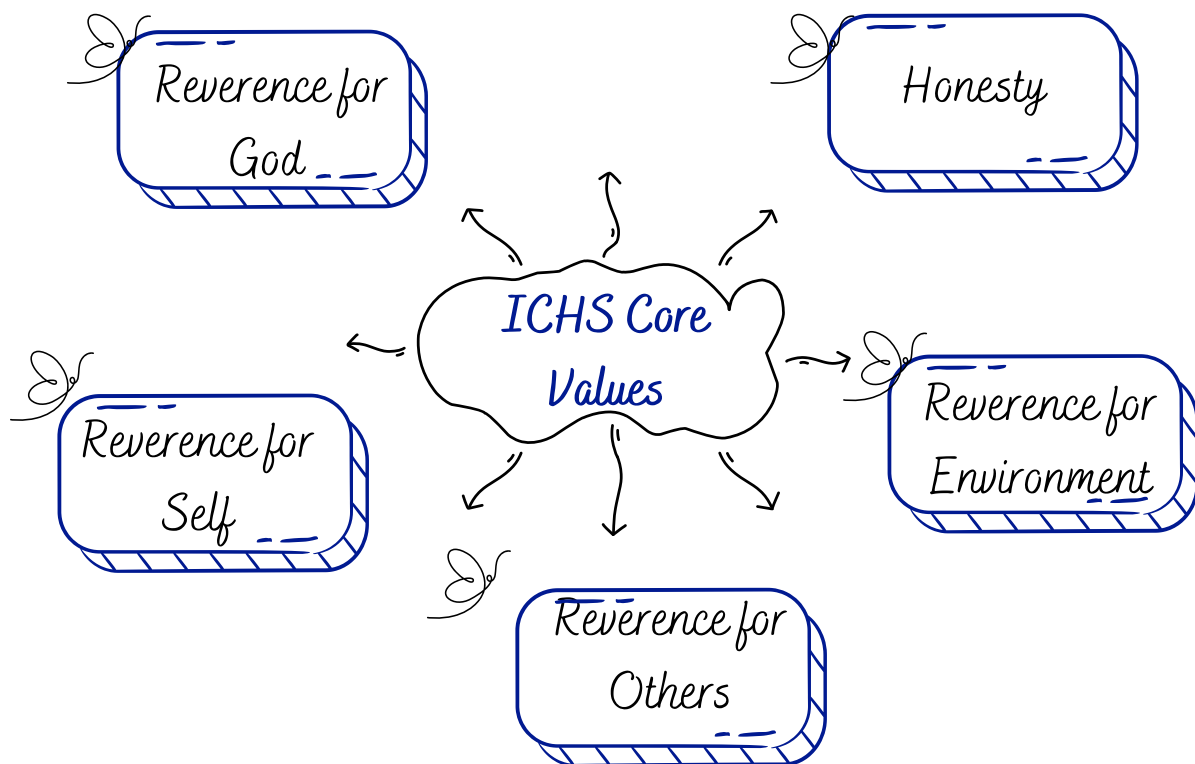 Reverence for
God
Honesty
ICHS Core
Values
Reverence for
Self
Reverence for
Environment
Reverence for
Others